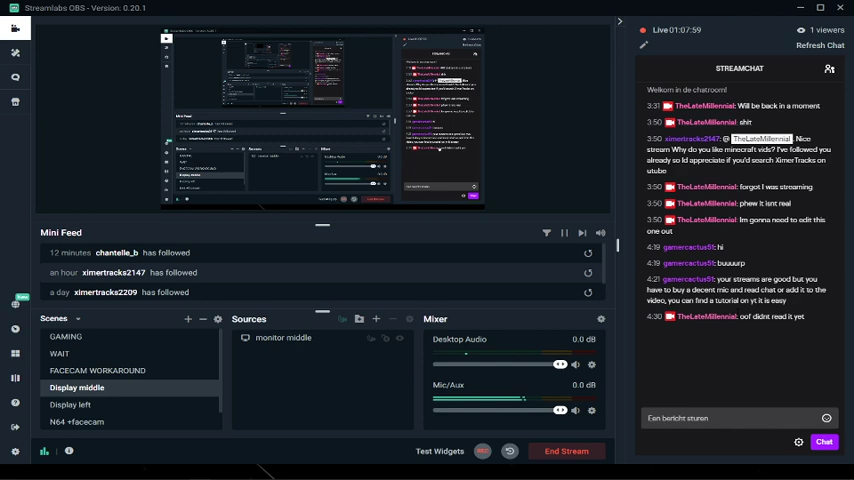 Streamlabs OBS - Version: 0.20.1
Live 01:07:59
1 viewers
Refresh Chat
STREAMCHAT
Welkom in de chatroom!
3:31 TheLateMillennial: Will be back in a moment
3:50 TheLateMillennial: shit
3:50 ximertracks2147: @ TheLateMillennial Nice
stream Why do you like minecraft vids? I've followed you
already so Id appreciate if you'd search XimerTracks on
utube
3:50 TheLateMillennial: forgot I was streaming
3:50 TheLateMillennial: phew it isnt real
3:50 TheLateMillennial: Im gonna need to edit this
one out
4:19 gamercactus51: hi
4:19 gamercactus51: buuuurp
4:21 gamercactus51: your streams are good but you
have to buy a decent mic and read chat or add it to the
video, you can find a tutorial on yt it is easy
4:30 TheLateMillennial: oof didnt read it yet
Een bericht sturen
Chat
Mini Feed
12 minutes chantelle_b has followed
an hour ximertracks2147 has followed
a day ximertracks2209 has followed
Scenes
GAMING
WAIT
FACECAM WORKAROUND
Display middle
Display left
N64 +facecam
Sources
monitor middle
Mixer
Desktop Audio 0.0 dB
Mic/Aux 0.0 dB
Test Widgets
REC
End Stream